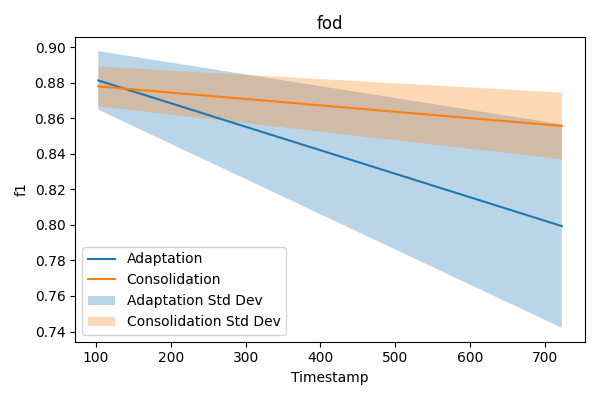 fod
0.90
0.88
0.86
0.84
0.82
0.80
0.78
0.76
0.74
f1
Adaptation
Consolidation
Adaptation Std Dev
Consolidation Std Dev
100 200 300 400 500 600 700
Timestamp